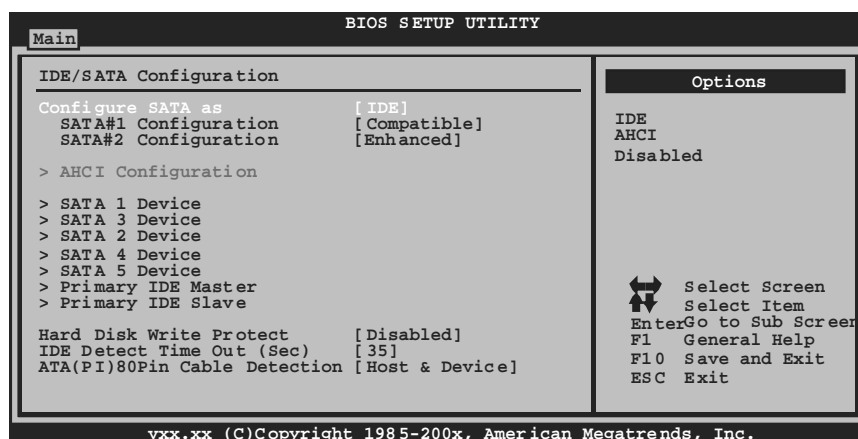 BIOS SETUP UTILITY
Main
IDE/SATA Configuration
Configure SATA as [IDE]
SATA#1 Configuration [Compatible]
SATA#2 Configuration [Enhanced]
> AHCI Configuration
> SATA 1 Device
> SATA 3 Device
> SATA 2 Device
> SATA 4 Device
> SATA 5 Device
> Primary IDE Master
> Primary IDE Slave
Hard Disk Write Protect [Disabled]
IDE Detect Time Out (Sec) [35]
ATA(PI)80Pin Cable Detection [Host & Device]
Options
IDE
AHCI
Disabled
Select Screen
Select Item
Enter Go to Sub Screen
F1 General Help
F10 Save and Exit
ESC Exit
vxx.xx (C)Copyright 1985-200x, American Megatrends, Inc.